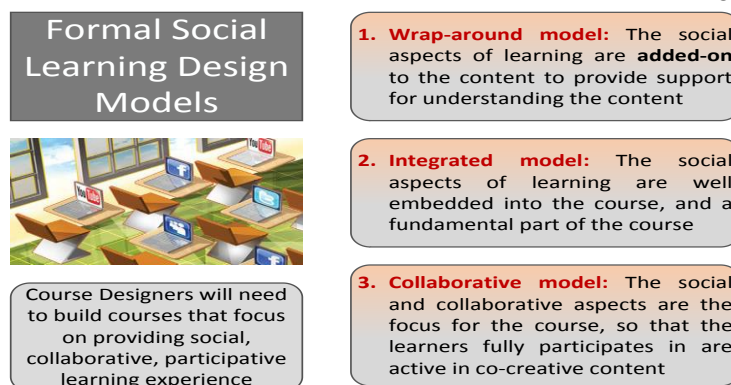 Formal Social
Learning Design
Models
You Tube
You Tube
Course Designers will need
to build courses that focus
on providing social,
collaborative, participative
learning experience
1. Wrap-around model: The social
aspects of learning are added-on
to the content to provide support
for understanding the content
2. Integrated model: The social
aspects of learning are well
embedded into the course, and a
fundamental part of the course
3. Collaborative model: The social
and collaborative aspects are the
focus for the course, so that the
learners fully participates in are
active in co-creative content